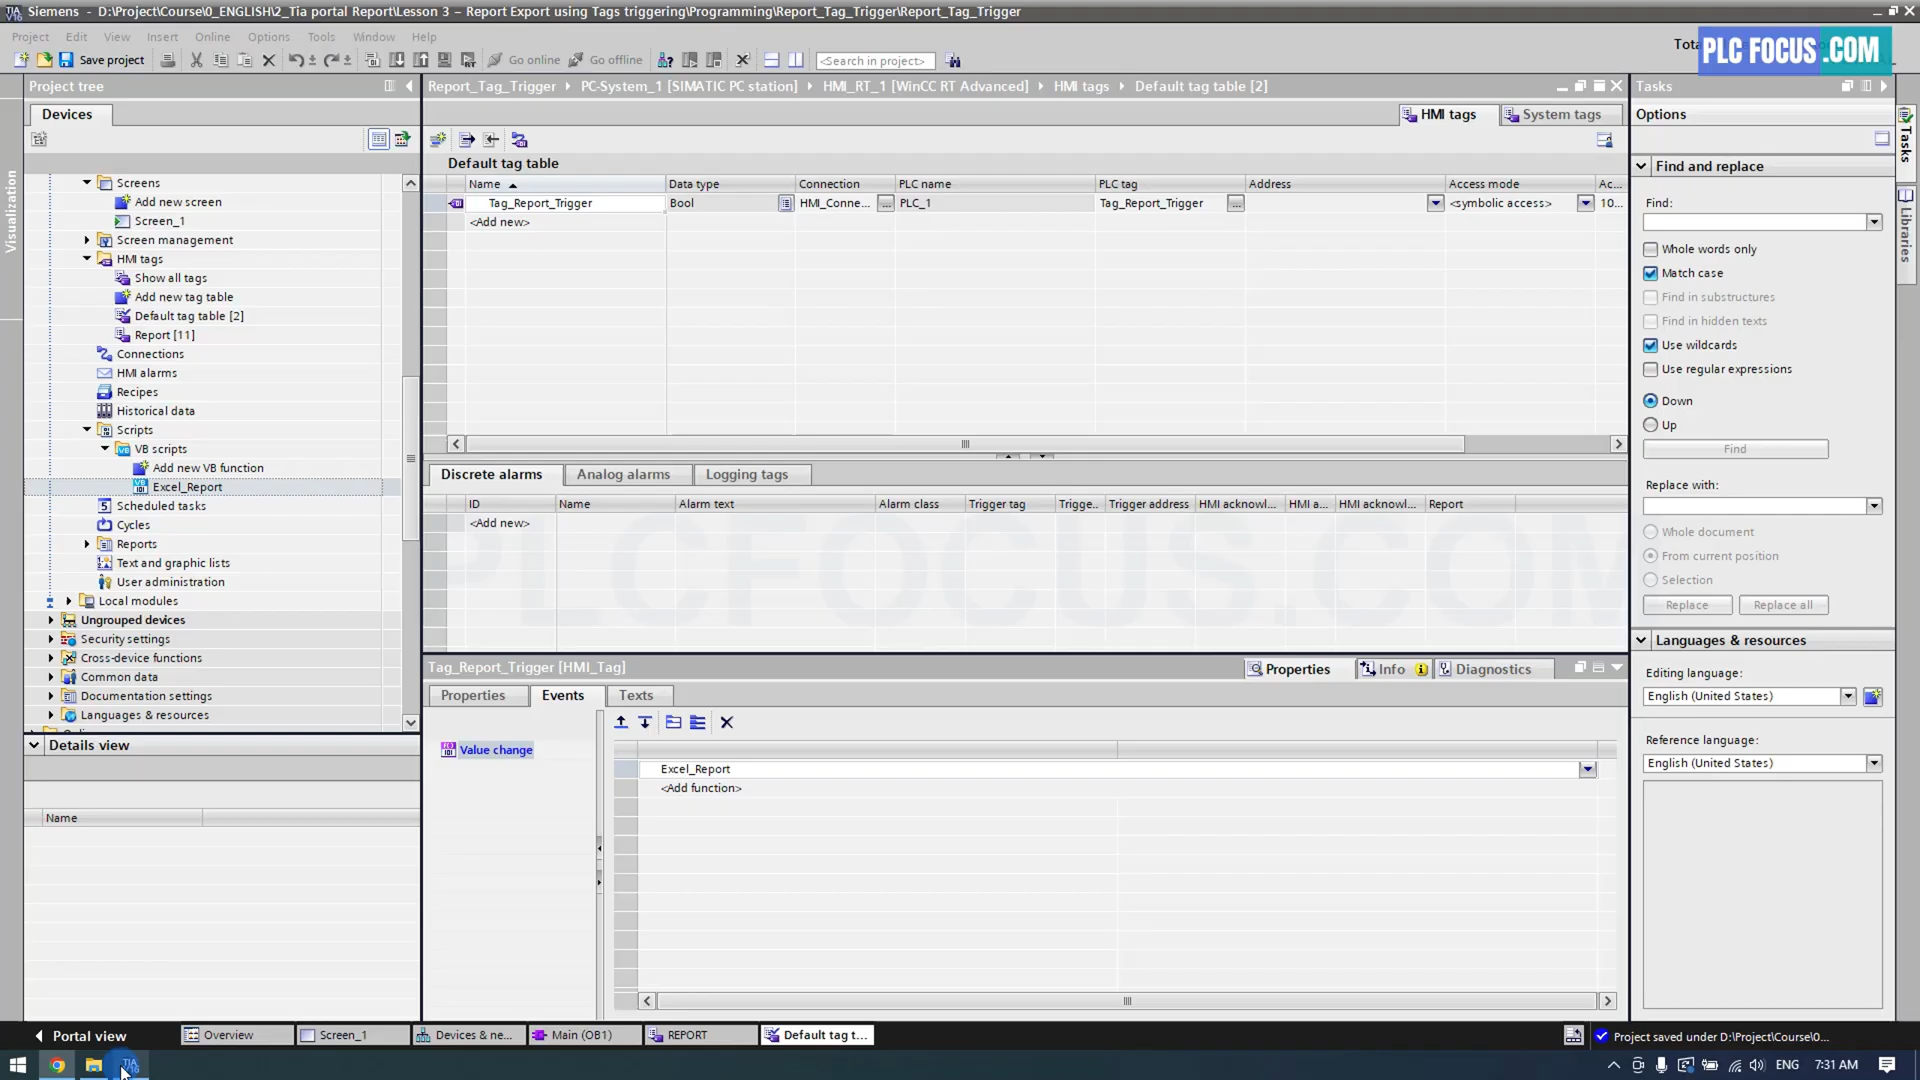 Siemens - D:\Project\Course\0_ENGLISH\2_Tia portal Report\Lesson 3 – Report Export using Tags triggering\Programming\Report_Tag_Trigger\Report_Tag_Trigger
Project Edit View Insert Online Options Tools Window Help
PLC FOCUS.COM
Save project
Go online
Go offline
<Search in project>
Project tree
Report_Tag_Trigger
PC-System_1 [SIMATIC PC station]
HMI_RT_1 [WinCC RT Advanced]
HMI tags
Default tag table [2]
Tasks
Devices
HMI tags
System tags
Options
Visualization
Tasks
Libraries
Screens
Add new screen
Screen_1
Screen management
HMI tags
Show all tags
Add new tag table
Default tag table [2]
Report [11]
Connections
HMI alarms
Recipes
Historical data
Scripts
VB scripts
Add new VB function
Excel_Report
Scheduled tasks
Cycles
Reports
Text and graphic lists
User administration
Local modules
Ungrouped devices
Security settings
Cross-device functions
Common data
Documentation settings
Languages & resources
Details view
Name
Default tag table
Name Data type Connection PLC name PLC tag Address Access mode Ac...
Tag_Report_Trigger Bool HMI_Conne... ... PLC_1 Tag_Report_Trigger ... <symbolic access> 10...
<Add new>
Discrete alarms
Analog alarms
Logging tags
ID Name Alarm text Alarm class Trigger tag Trigge.. Trigger address HMI acknowl... HMI a... HMI acknowl... Report
<Add new>
PLCFOCUS.COM
Tag_Report_Trigger [HMI_Tag]
Properties
Info
Diagnostics
Properties
Events
Texts
Value change
Excel_Report
<Add function>
Find and replace
Find:
Whole words only
Match case
Find in substructures
Find in hidden texts
Use wildcards
Use regular expressions
Down
Up
Find
Replace with:
Whole document
From current position
Selection
Replace
Replace all
Languages & resources
Editing language:
English (United States)
Reference language:
English (United States)
Portal view
Overview
Screen_1
Devices & ne...
Main (OB1)
REPORT
Default tag t...
Project saved under D:\Project\Course\0...
ENG
7:31 AM